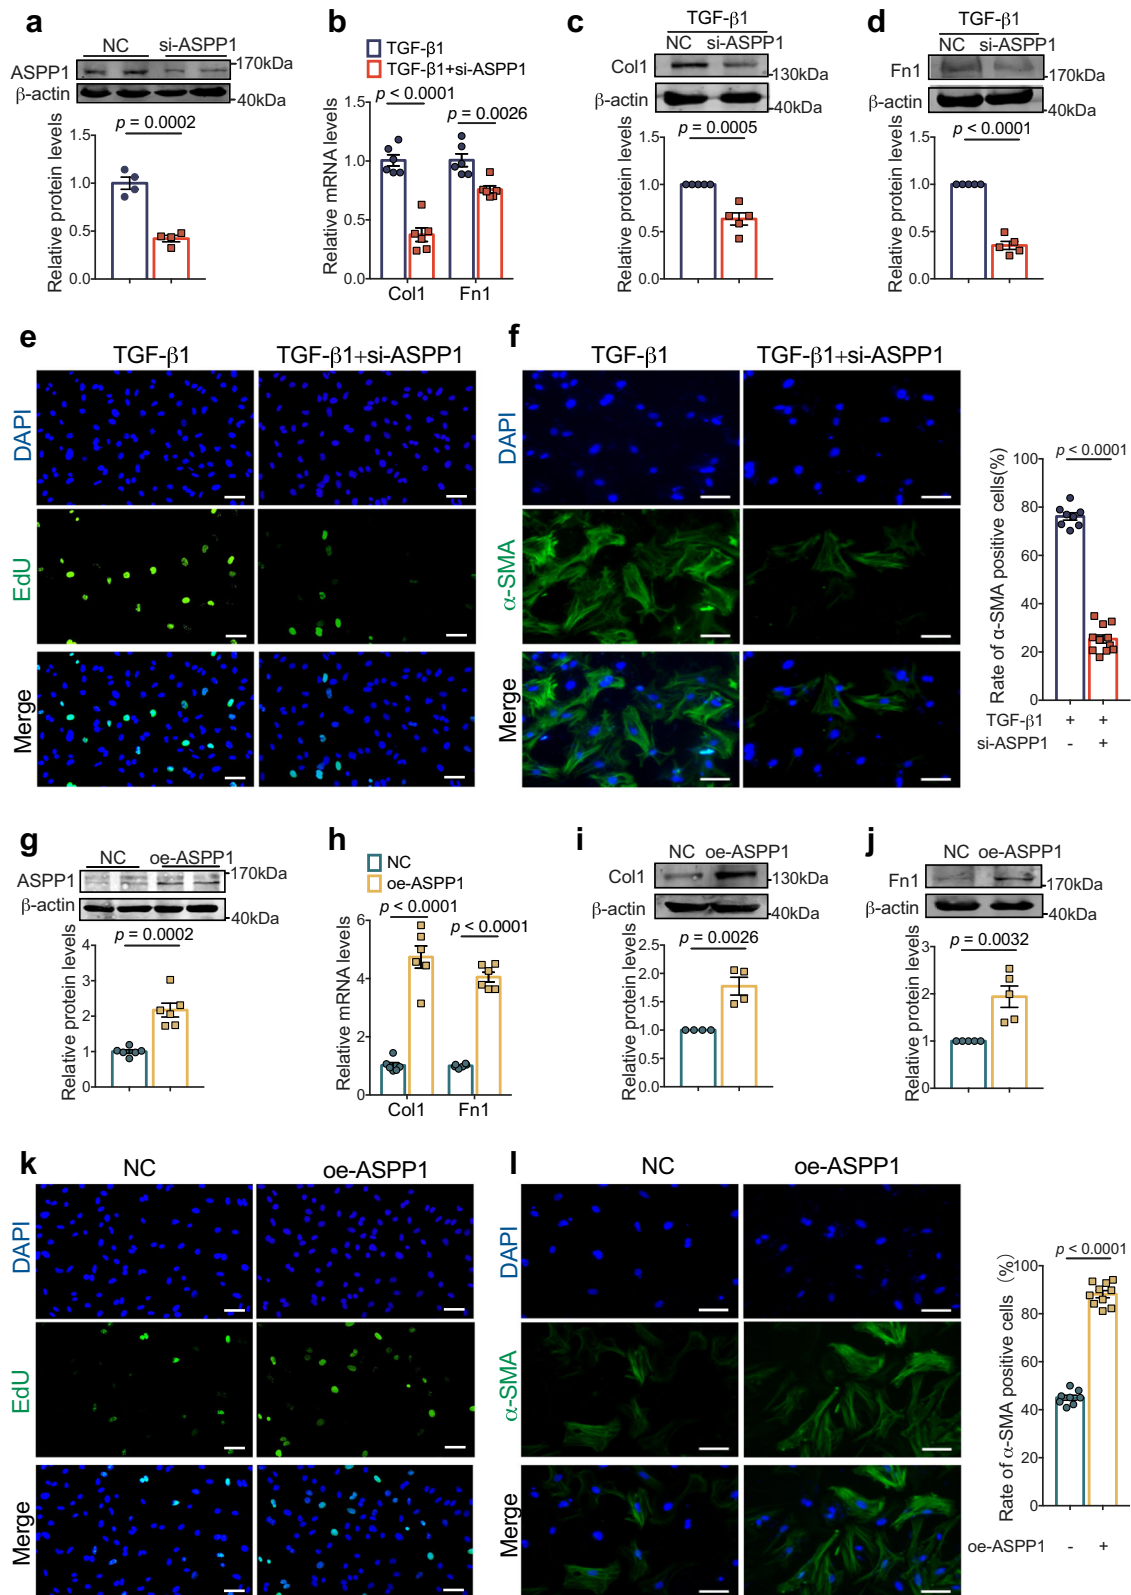 a
NC si-ASPP1
ASPP1
170kDa
β-actin
40kDa
p = 0.0002
Relative protein levels
1.5
1.0
0.5
0.0
b
TGF-β1
TGF-β1+si-ASPP1
p < 0.0001
p = 0.0026
Relative mRNA levels
1.5
1.0
0.5
0.0
Col1 Fn1
c
TGF-β1
NC si-ASPP1
Col1
130kDa
β-actin
40kDa
p = 0.0005
Relative protein levels
1.5
1.0
0.5
0.0
d
TGF-β1
NC si-ASPP1
Fn1
170kDa
β-actin
40kDa
p < 0.0001
Relative protein levels
1.5
1.0
0.5
0.0
e
TGF-β1 TGF-β1+si-ASPP1
DAPI
EdU
Merge
f
TGF-β1 TGF-β1+si-ASPP1
DAPI
α-SMA
Merge
p < 0.0001
Rate of α-SMA positive cells(%)
100
80
60
40
20
0
TGF-β1 + +
si-ASPP1 - +
g
NC oe-ASPP1
ASPP1
170kDa
β-actin
40kDa
p = 0.0002
Relative protein levels
4
3
2
1
0
h
NC
oe-ASPP1
p < 0.0001
p < 0.0001
Relative mRNA levels
6
4
2
0
Col1 Fn1
i
NC oe-ASPP1
Col1
130kDa
β-actin
40kDa
p = 0.0026
Relative protein levels
2.5
2.0
1.5
1.0
0.5
0.0
j
NC oe-ASPP1
Fn1
170kDa
β-actin
40kDa
p = 0.0032
Relative protein levels
3
2
1
0
k
NC oe-ASPP1
DAPI
EdU
Merge
l
NC oe-ASPP1
DAPI
α-SMA
Merge
p < 0.0001
Rate of α-SMA positive cells (%)
100
80
60
40
20
0
oe-ASPP1 - +